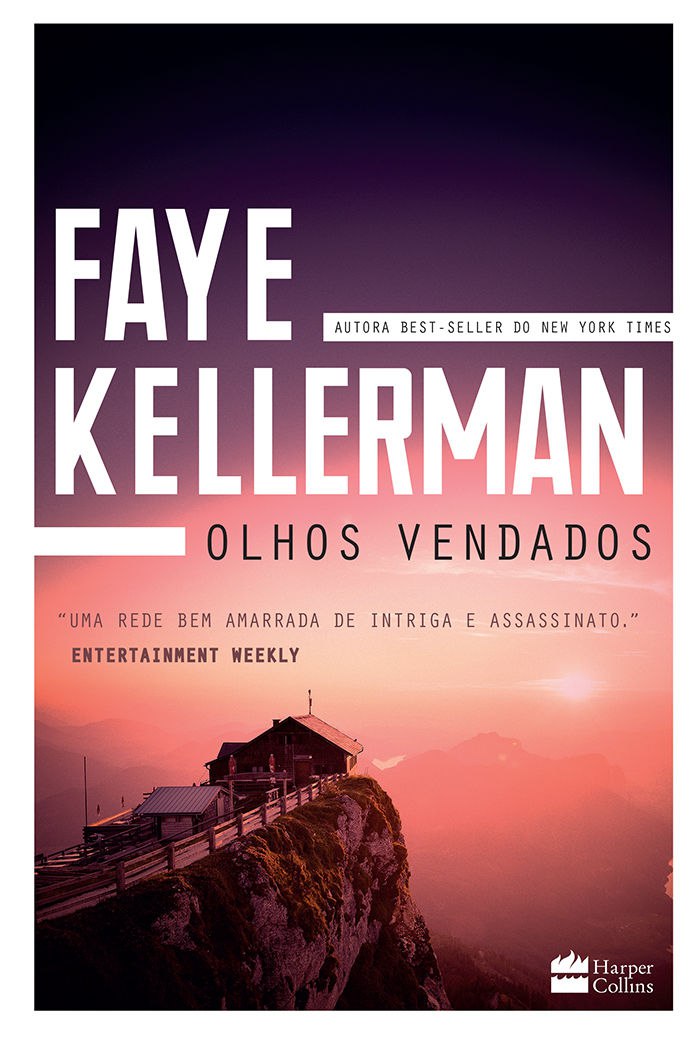 FAYE
AUTORA BEST-SELLER DO NEW YORK TIMES
KELLERMAN
OLHOS VENDADOS
“UMA REDE BEM AMARRADA DE INTRIGA E ASSASSINATO.”
ENTERTAINMENT WEEKLY
Harper
Collins